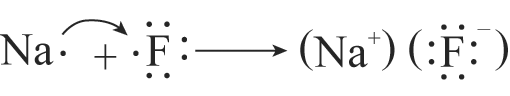 Na· + ·F: ⟶ (Na⁺) (:F:⁻)